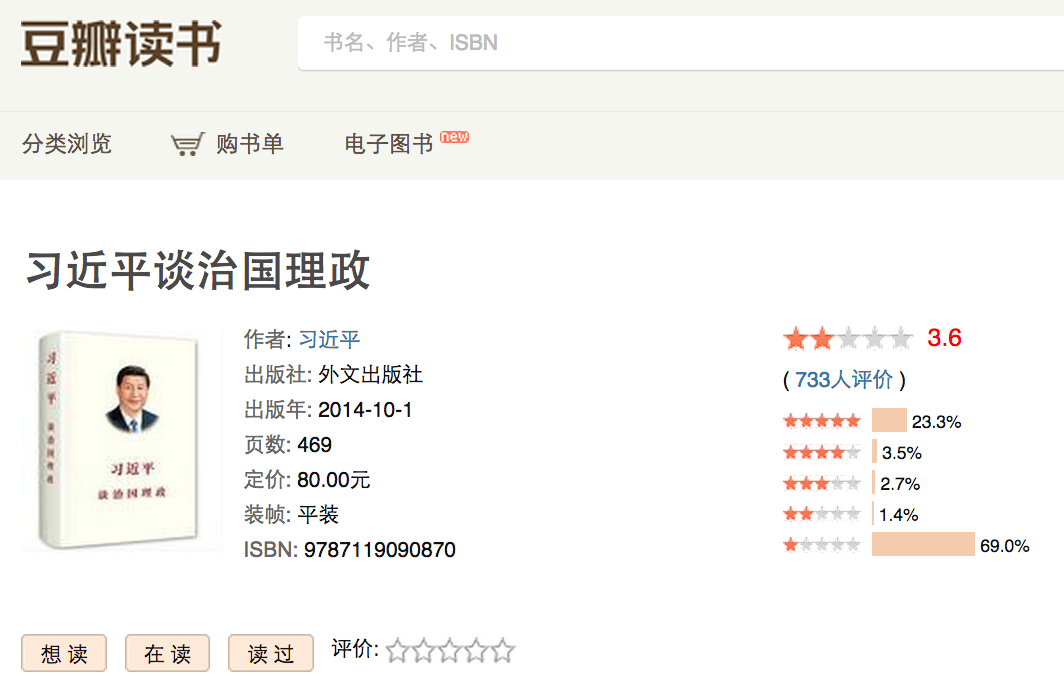 豆瓣读书
书名、作者、ISBN
分类浏览
购书单
电子图书 new
习近平谈治国理政
习近平 谈治国理政
习近平
谈治国理政
作者: 习近平
出版社: 外文出版社
出版年: 2014-10-1
页数: 469
定价: 80.00元
装帧: 平装
ISBN: 9787119090870
3.6
( 733人评价 )
23.3%
3.5%
2.7%
1.4%
69.0%
想读
在读
读过
评价: